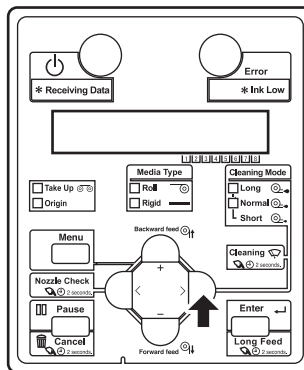 Error
* Receiving Data
* Ink Low
1 2 3 4 5 6 7 8
Media Type
Cleaning Mode
Take Up
Origin
Roll
Rigid
Long
Normal
Short
Menu
Backward feed
Cleaning
2 seconds.
+
Nozzle Check
2 seconds.
< >
Pause
Enter
−
Cancel
2 seconds.
Forward feed
Long Feed
2 seconds.